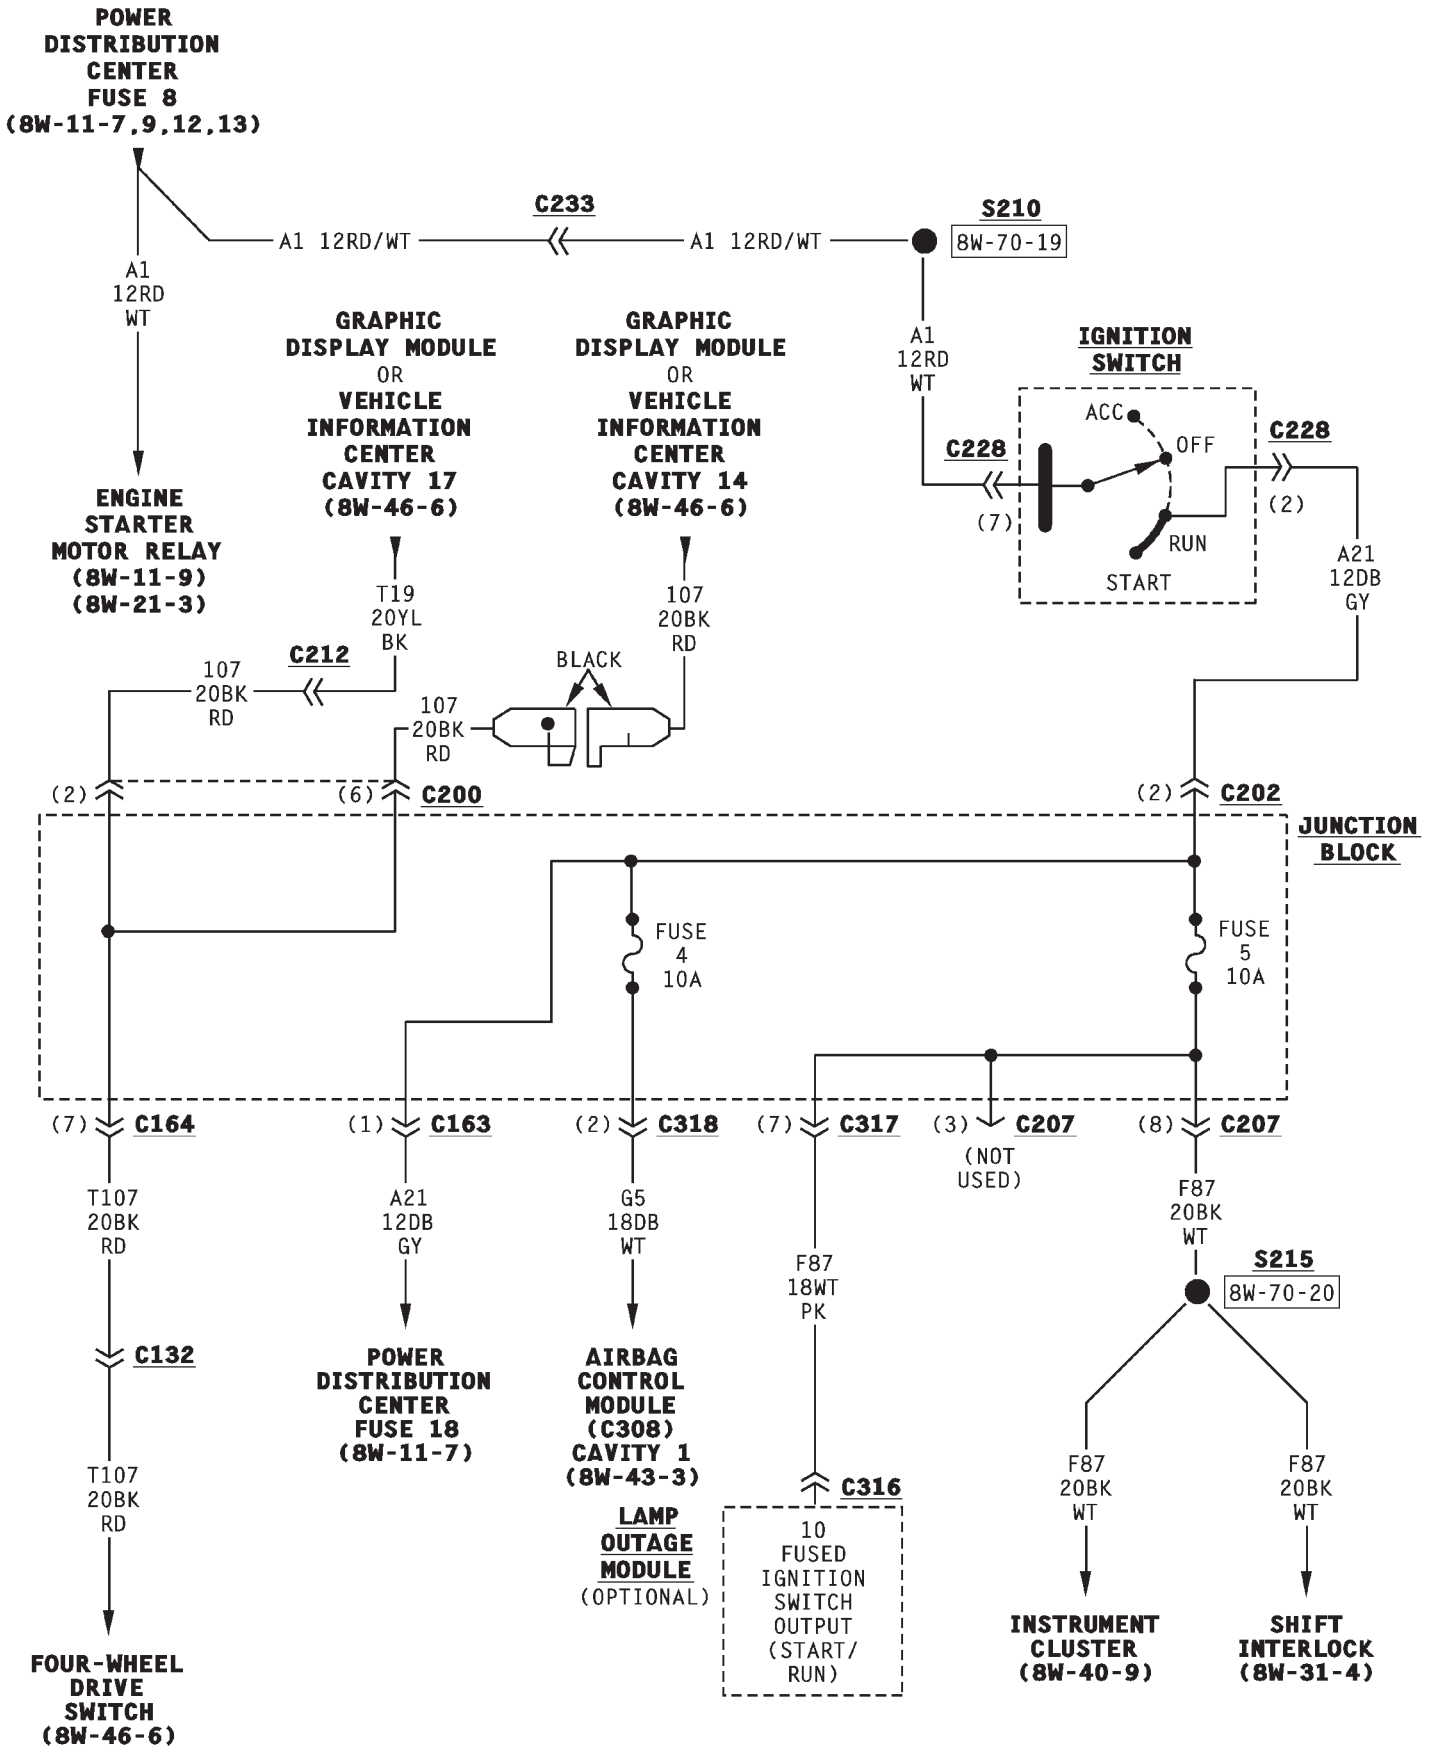 POWER
DISTRIBUTION
CENTER
FUSE 8
(8W-11-7,9,12,13)
C233
A1 12RD/WT
A1 12RD/WT
S210
8W-70-19
A1
12RD
WT
ENGINE
STARTER
MOTOR RELAY
(8W-11-9)
(8W-21-3)
GRAPHIC
DISPLAY MODULE
OR
VEHICLE
INFORMATION
CENTER
CAVITY 17
(8W-46-6)
GRAPHIC
DISPLAY MODULE
OR
VEHICLE
INFORMATION
CENTER
CAVITY 14
(8W-46-6)
A1
12RD
WT
IGNITION
SWITCH
ACC
OFF
RUN
START
C228
(7)
C228
(2)
A21
12DB
GY
T19
20YL
BK
107
20BK
RD
C212
107
20BK
RD
BLACK
107
20BK
RD
(2)
(6)
C200
(2)
C202
JUNCTION
BLOCK
FUSE
4
10A
FUSE
5
10A
(7)
C164
(1)
C163
(2)
C318
(7)
C317
(3)
C207
(NOT
USED)
(8)
C207
T107
20BK
RD
A21
12DB
GY
G5
18DB
WT
F87
18WT
PK
F87
20BK
WT
S215
8W-70-20
C132
T107
20BK
RD
FOUR-WHEEL
DRIVE
SWITCH
(8W-46-6)
POWER
DISTRIBUTION
CENTER
FUSE 18
(8W-11-7)
AIRBAG
CONTROL
MODULE
(C308)
CAVITY 1
(8W-43-3)
LAMP
OUTAGE
MODULE
(OPTIONAL)
C316
10
FUSED
IGNITION
SWITCH
OUTPUT
(START/
RUN)
F87
20BK
WT
F87
20BK
WT
INSTRUMENT
CLUSTER
(8W-40-9)
SHIFT
INTERLOCK
(8W-31-4)